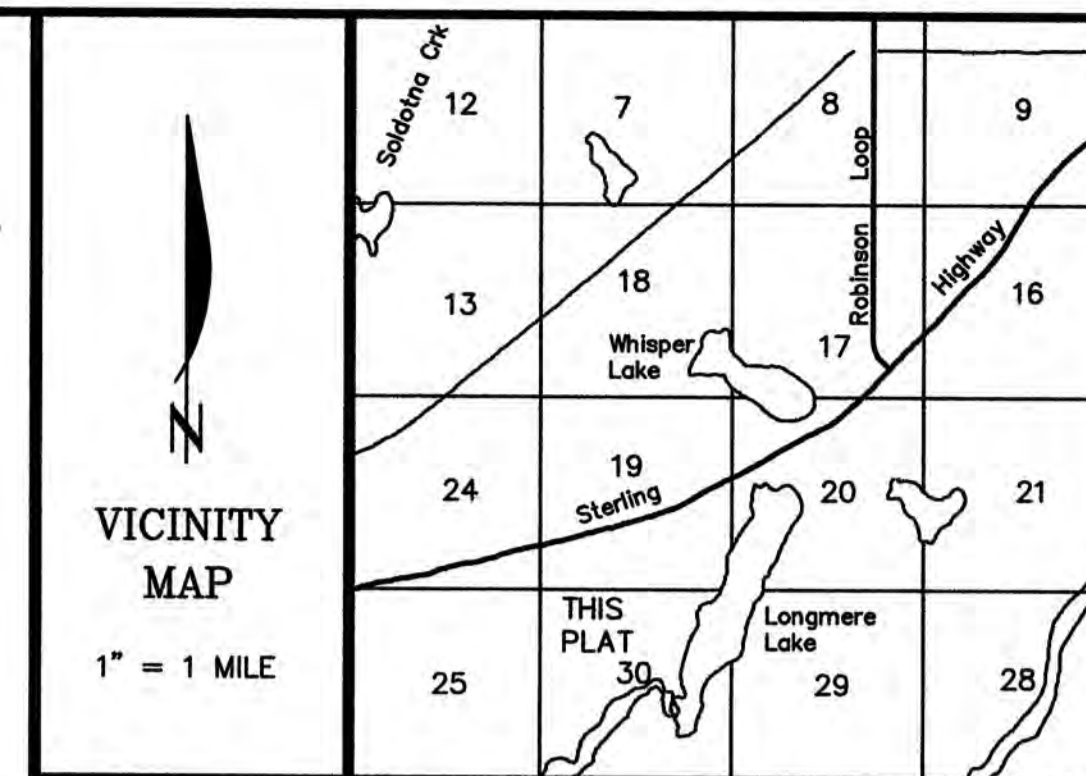 N
VICINITY
MAP
1" = 1 MILE
Soldotna Crk
12
7
8
9
Robinson Loop
Sterling Highway
13
18
17
16
Whisper
Lake
24
19
20
21
THIS
PLAT
Longmere
Lake
25
30
29
28